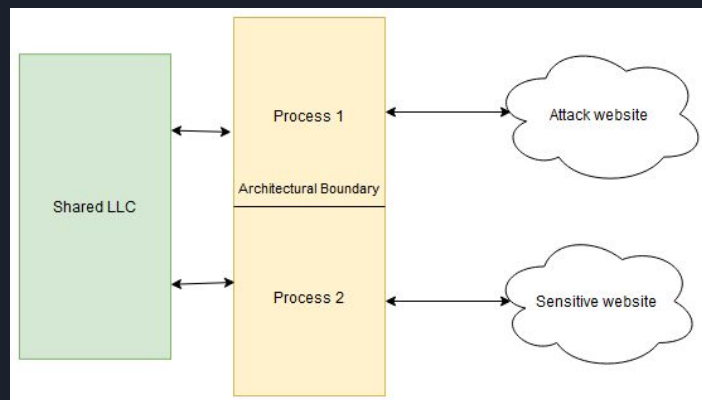 Process 1
Attack website
Architectural Boundary
Shared LLC
Process 2
Sensitive website